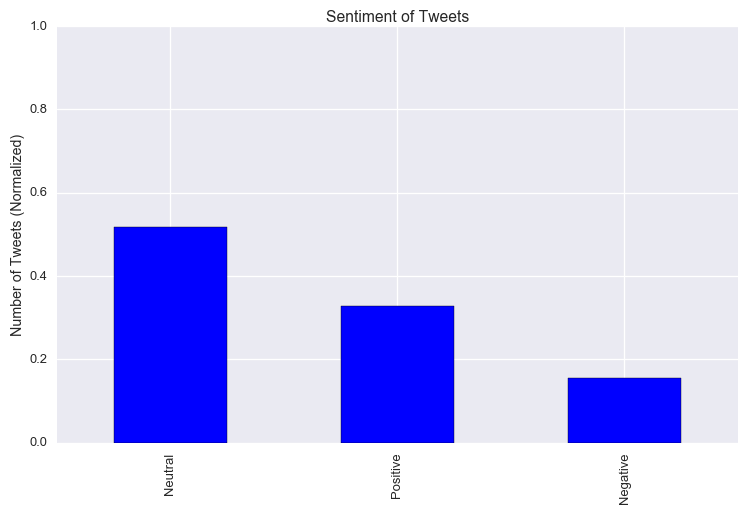 Sentiment of Tweets
Number of Tweets (Normalized)
1.0
0.8
0.6
0.4
0.2
0.0
Neutral
Positive
Negative